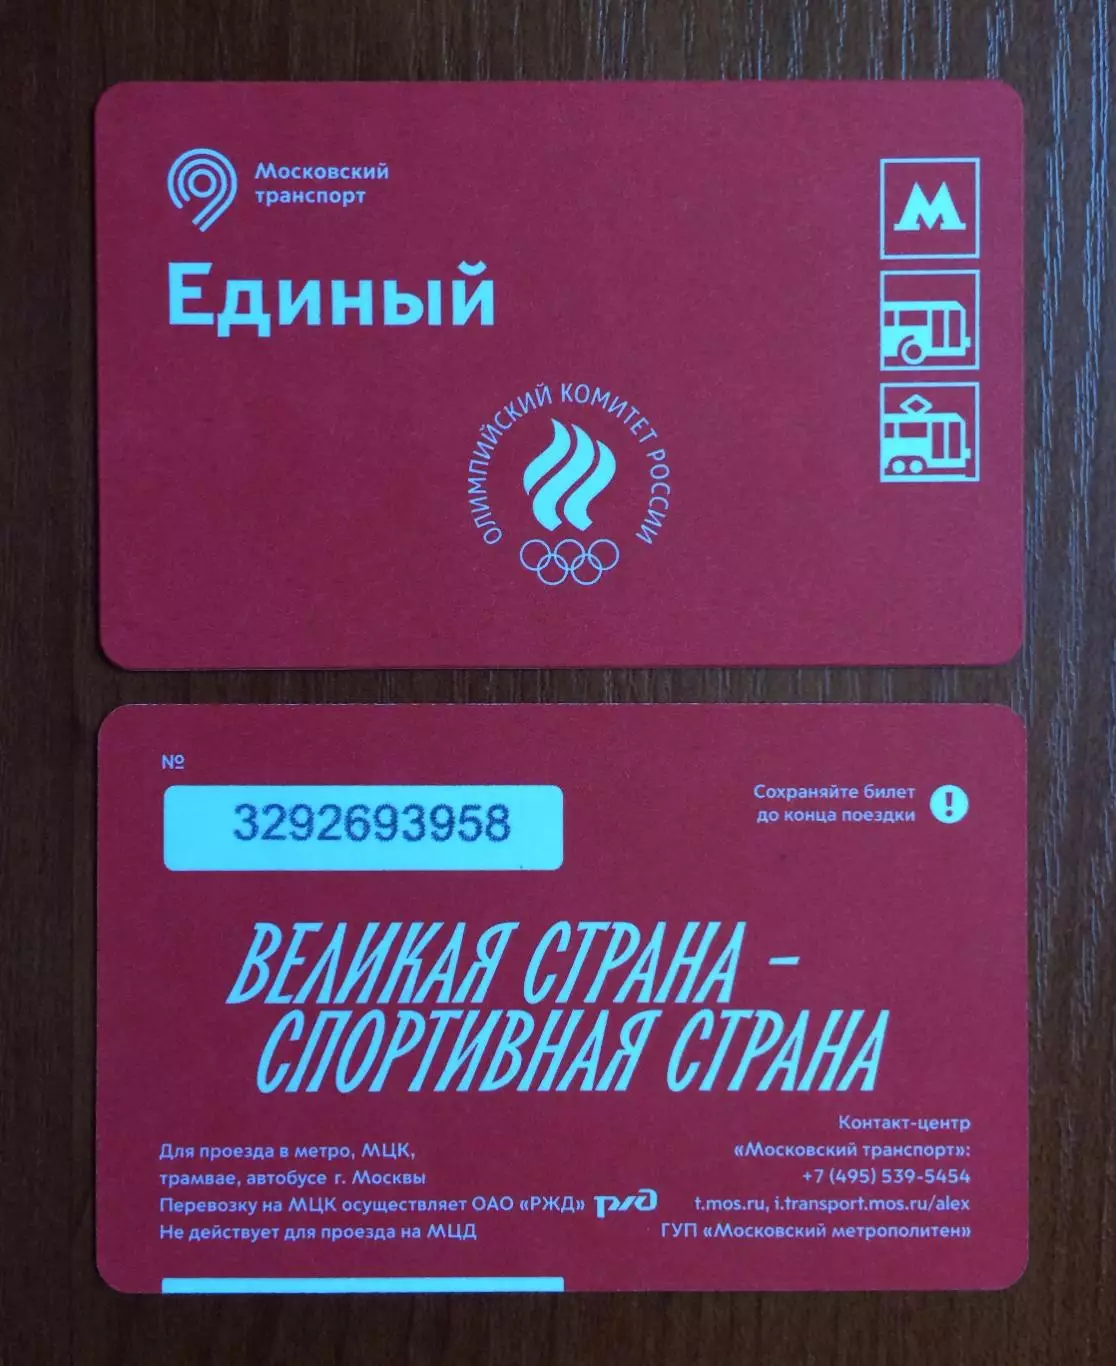 Московский
транспорт
Единый
М
ОЛИМПИЙСКИЙ КОМИТЕТ РОССИИ
№
3292693958
Сохраняйте билет
до конца поездки
!
ВЕЛИКАЯ СТРАНА –
СПОРТИВНАЯ СТРАНА
Для проезда в метро, МЦК,
трамвае, автобусе г. Москвы
Перевозку на МЦК осуществляет ОАО «РЖД» РЖД
Не действует для проезда на МЦД
Контакт-центр
«Московский транспорт»:
+7 (495) 539-5454
t.mos.ru, i.transport.mos.ru/alex
ГУП «Московский метрополитен»